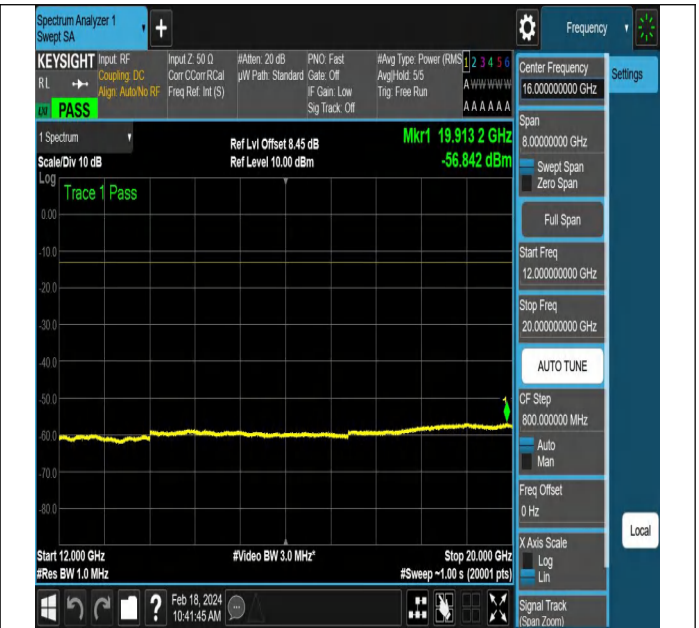 Spectrum Analyzer 1
Swept SA
Frequency
KEYSIGHT
RL
PASS
Input: RF
Coupling: DC
Align: Auto/No RF
Input Z: 50 Ω
Corr CCorr RCal
Freq Ref: Int (S)
#Atten: 20 dB
µW Path: Standard
PNO: Fast
Gate: Off
IF Gain: Low
Sig Track: Off
#Avg Type: Power (RMS
Avg|Hold: 5/5
Trig: Free Run
1 2 3 4 5 6
A W W W W W
A A A A A A
Center Frequency
16.000000000 GHz
Settings
1 Spectrum
Scale/Div 10 dB
Ref Lvl Offset 8.45 dB
Ref Level 10.00 dBm
Mkr1 19.913 2 GHz
-56.842 dBm
Span
8.00000000 GHz
Swept Span
Zero Span
Full Span
Start Freq
12.000000000 GHz
Stop Freq
20.000000000 GHz
AUTO TUNE
CF Step
800.000000 MHz
Auto
Man
Freq Offset
0 Hz
X Axis Scale
Log
Lin
Signal Track
(Span Zoom)
Local
Log
Trace 1 Pass
0.00
-10.0
-20.0
-30.0
-40.0
-50.0
-60.0
-70.0
-80.0
1
Start 12.000 GHz
#Res BW 1.0 MHz
#Video BW 3.0 MHz*
Stop 20.000 GHz
#Sweep ~1.00 s (20001 pts)
?
Feb 18, 2024
10:41:45 AM